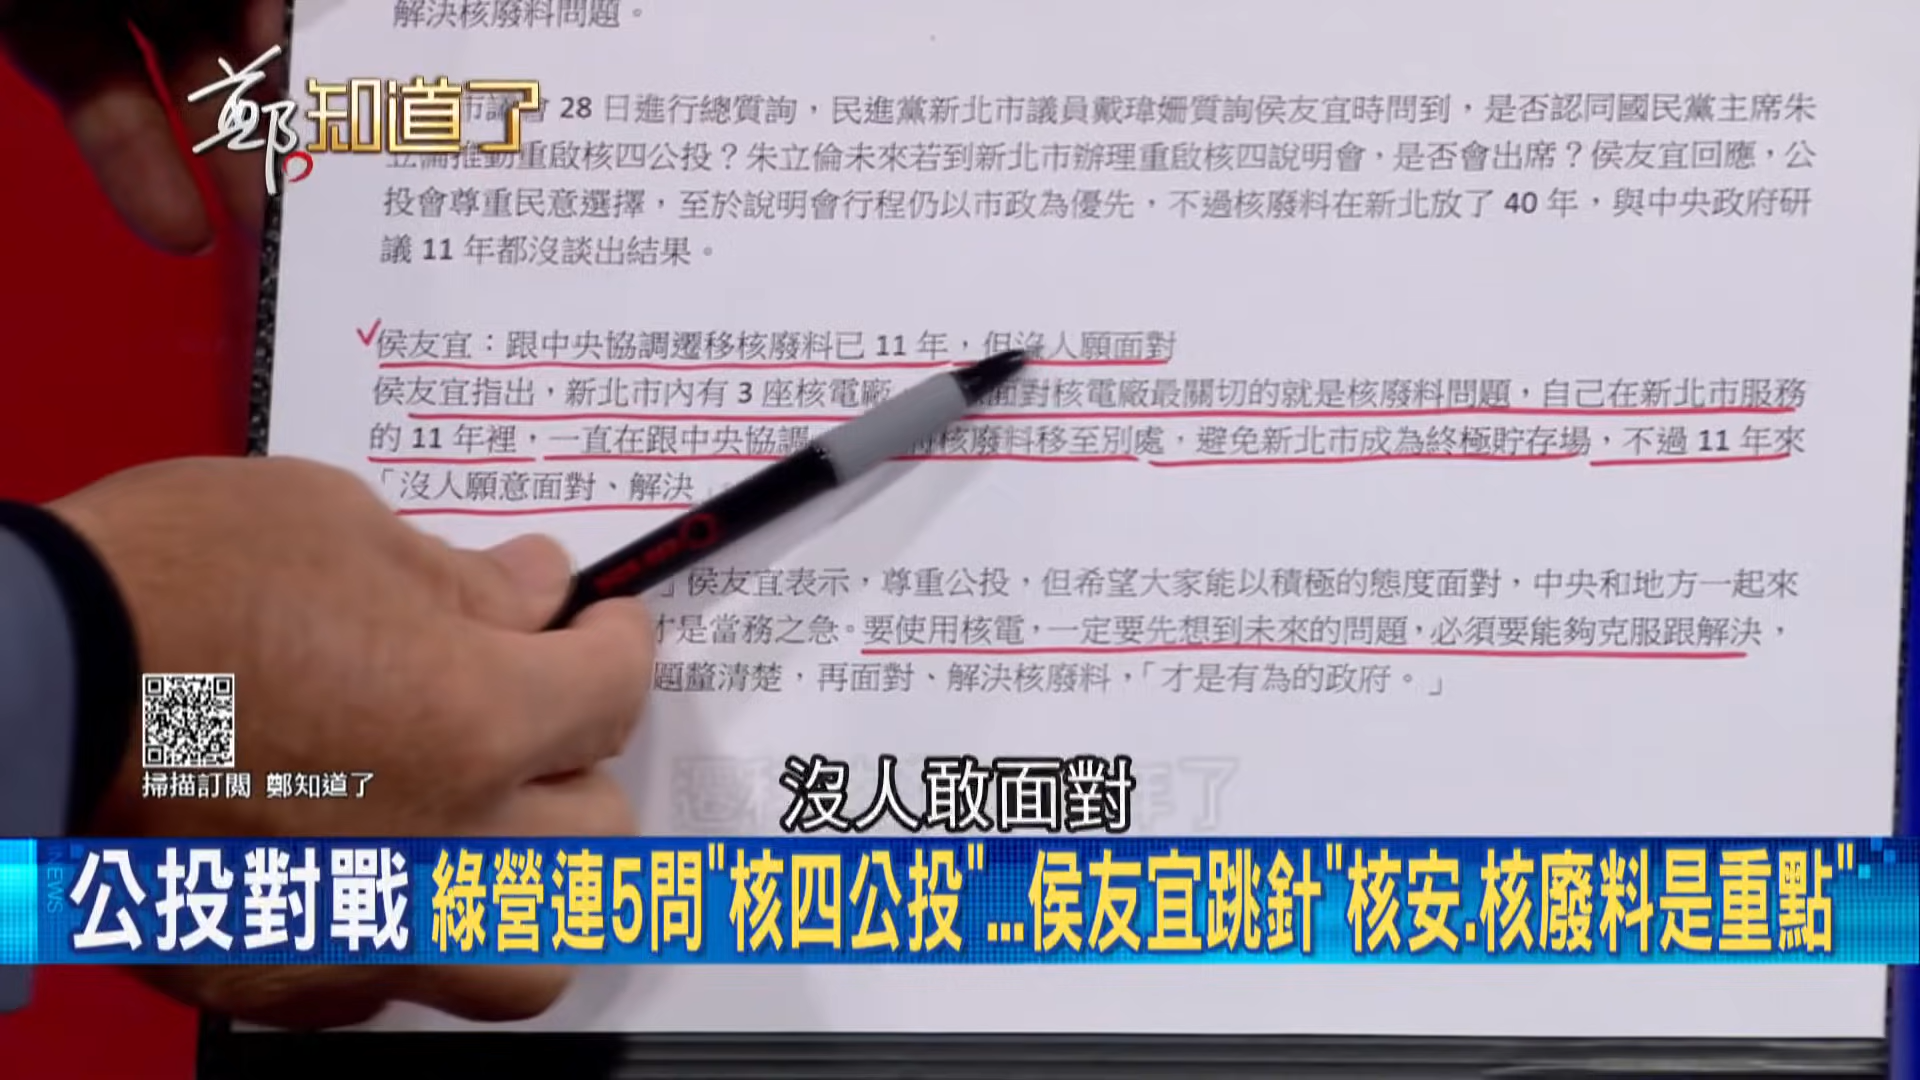 解決核廢料問題。
鄭知道了
市議會 28 日進行總質詢，民進黨新北市議員戴瑋姍質詢侯友宜時問到，是否認同國民黨主席朱
立倫推動重啟核四公投？朱立倫未來若到新北市辦理重啟核四說明會，是否會出席？侯友宜回應，公
投會尊重民意選擇，至於說明會行程仍以市政為優先，不過核廢料在新北放了 40 年，與中央政府研
議 11 年都沒談出結果。
侯友宜：跟中央協調遷移核廢料已 11 年，但沒人願面對
侯友宜指出，新北市內有 3 座核電廠 面對核電廠最關切的就是核廢料問題，自己在新北市服務
的 11 年裡，一直在跟中央協調 核廢料移至別處，避免新北市成為終極貯存場，不過 11 年來
「沒人願意面對、解決」
」侯友宜表示，尊重公投，但希望大家能以積極的態度面對，中央和地方一起來
才是當務之急。要使用核電，一定要先想到未來的問題，必須要能夠克服跟解決，
題釐清楚，再面對、解決核廢料，「才是有為的政府。」
掃描訂閱 鄭知道了
沒人敢面對
INEWS
公投對戰 綠營連5問"核四公投"...侯友宜跳針"核安.核廢料是重點"